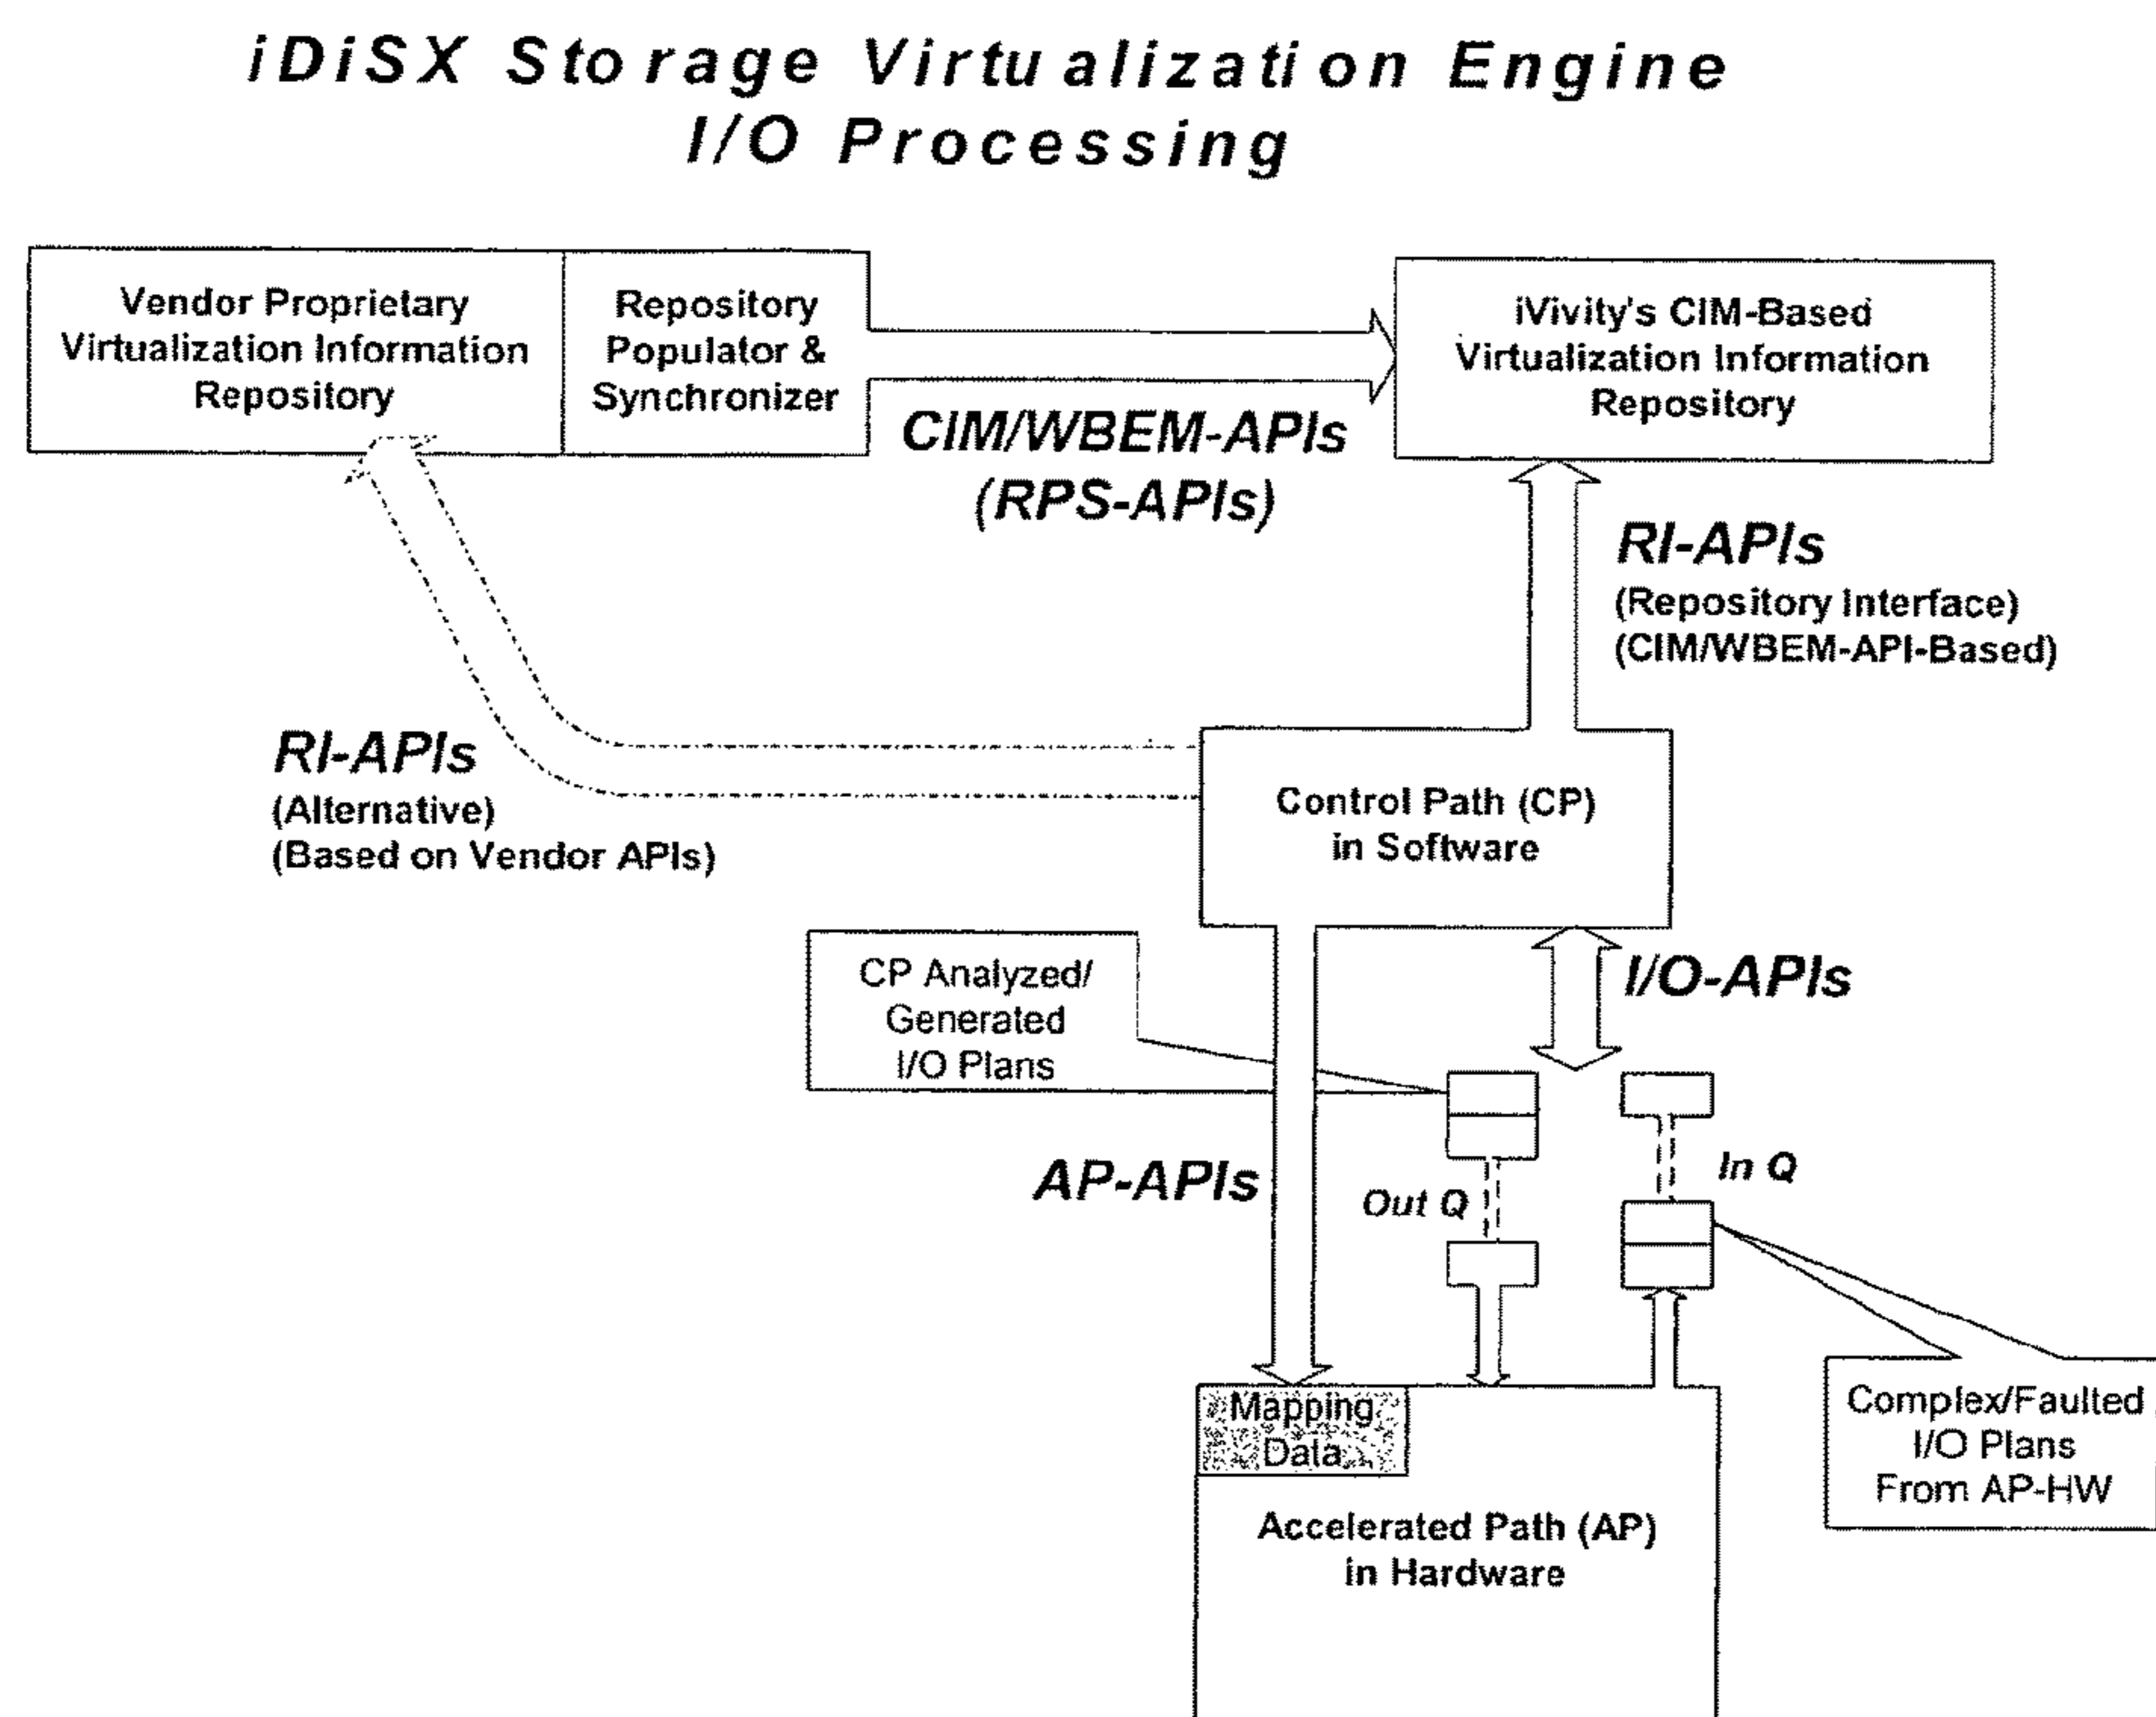 iDiSX Storage Virtualization Engine
I/O Processing
Vendor Proprietary
Virtualization Information
Repository
Repository
Populator &
Synchronizer
iVivity's CIM-Based
Virtualization Information
Repository
CIM/WBEM-APIs
(RPS-APIs)
RI-APIs
(Repository Interface)
(CIM/WBEM-API-Based)
RI-APIs
(Alternative)
(Based on Vendor APIs)
Control Path (CP)
in Software
CP Analyzed/
Generated
I/O Plans
I/O-APIs
AP-APIs
Out Q
In Q
Mapping
Data
Complex/Faulted
I/O Plans
From AP-HW
Accelerated Path (AP)
in Hardware